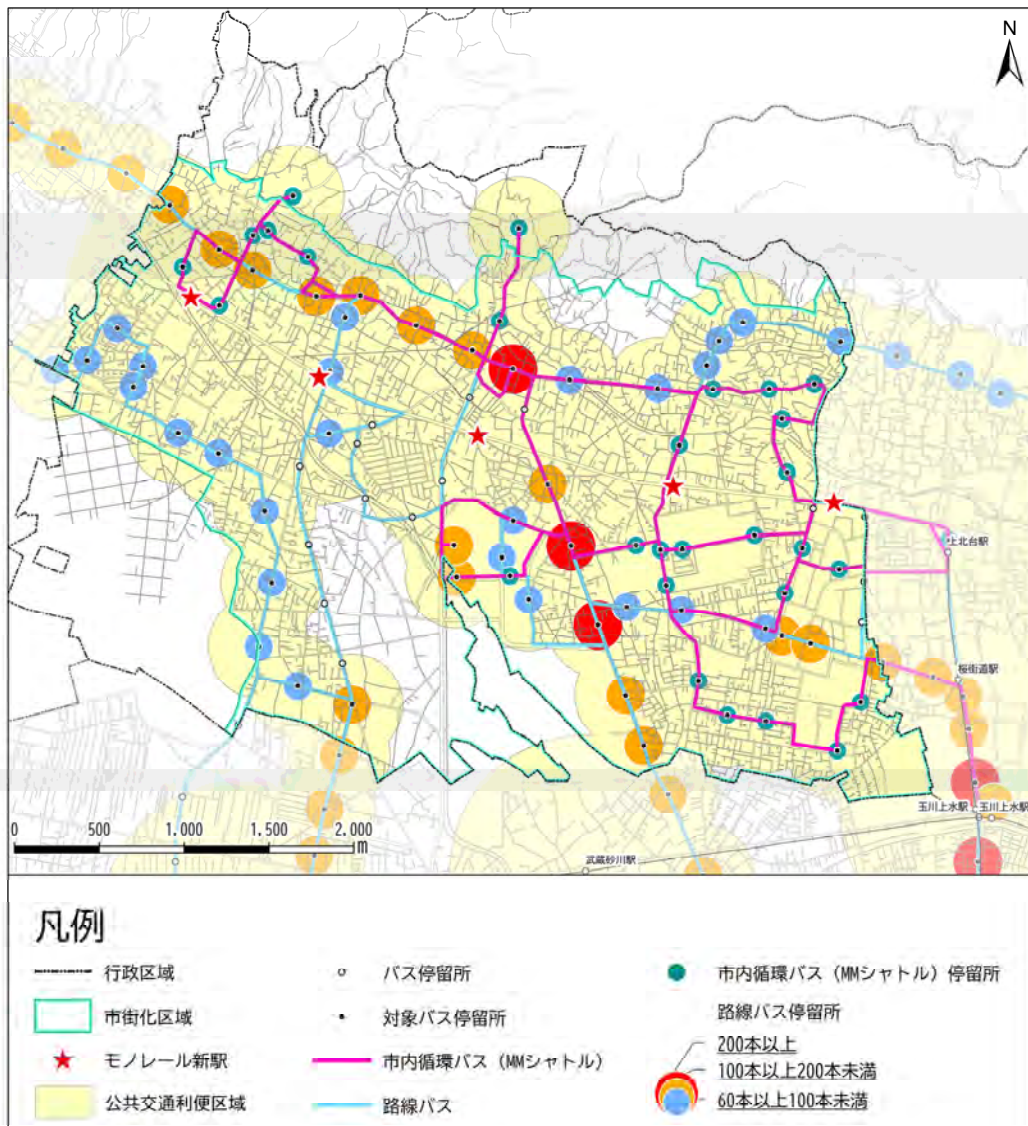 N
上北台駅
桜街道駅
玉川上水駅
玉川上水駅
武蔵砂川駅
0 500 1.000 1.500 2.000
m
凡例
行政区域
市街化区域
モノレール新駅
公共交通利便区域
バス停留所
対象バス停留所
市内循環バス（MMシャトル）
路線バス
市内循環バス（MMシャトル）停留所
路線バス停留所
200本以上
100本以上200本未満
60本以上100本未満